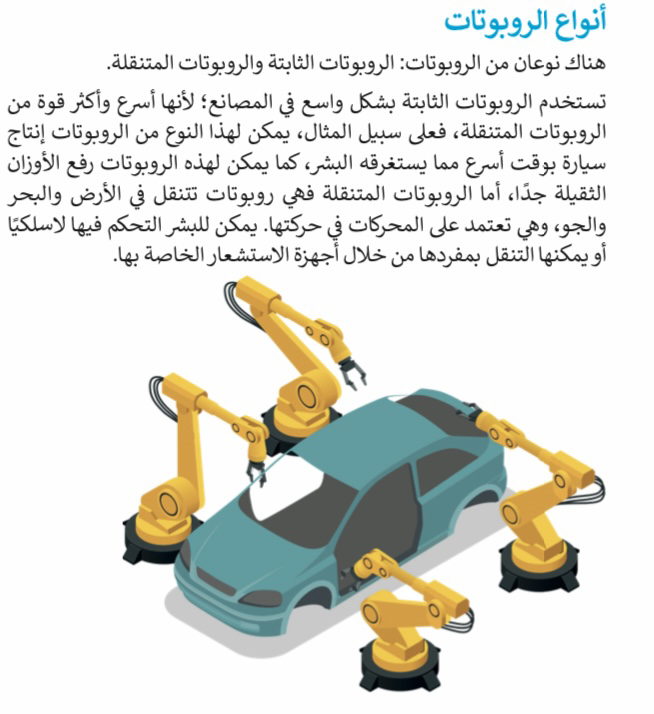 أنواع الروبوتات
هناك نوعان من الروبوتات: الروبوتات الثابتة والروبوتات المتنقلة.
تستخدم الروبوتات الثابتة بشكل واسع في المصانع؛ لأنها أسرع وأكثر قوة من
الروبوتات المتنقلة، فعلى سبيل المثال، يمكن لهذا النوع من الروبوتات إنتاج
سيارة بوقت أسرع مما يستغرقه البشر، كما يمكن لهذه الروبوتات رفع الأوزان
الثقيلة جدًا، أما الروبوتات المتنقلة فهي روبوتات تتنقل في الأرض والبحر
والجو، وهي تعتمد على المحركات في حركتها. يمكن للبشر التحكم فيها لاسلكيًا
أو يمكنها التنقل بمفردها من خلال أجهزة الاستشعار الخاصة بها.